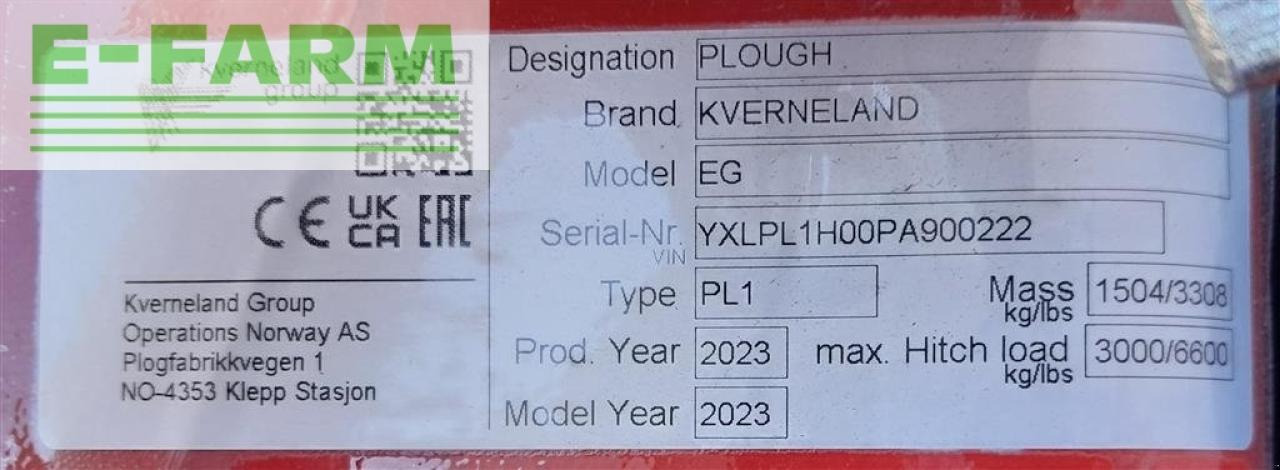 E-FARM
Kverneland
group
CE UK CA EAC
Kverneland Group
Operations Norway AS
Plogfabrikkvegen 1
NO-4353 Klepp Stasjon
Designation PLOUGH
Brand KVERNELAND
Model EG
Serial-Nr. YXLPL1H00PA900222
VIN
Type PL1 Mass 1504/3308
kg/lbs
Prod. Year 2023 max. Hitch load 3000/6600
kg/lbs
Model Year 2023